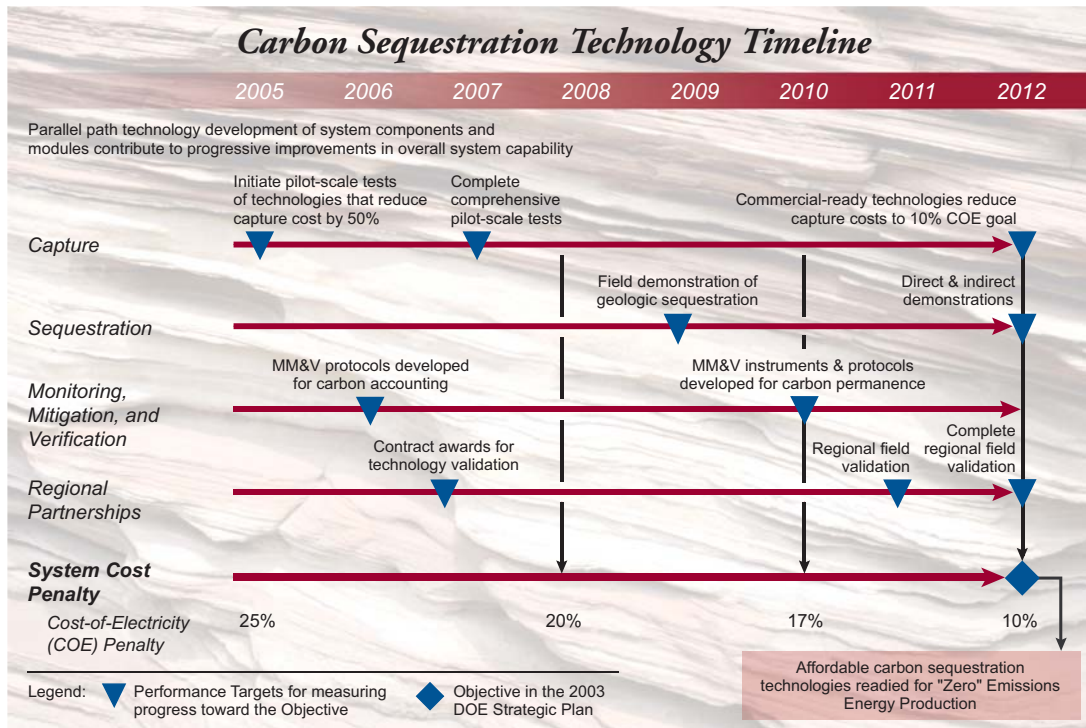 Carbon Sequestration Technology Timeline
2005 2006 2007 2008 2009 2010 2011 2012
Parallel path technology development of system components and
modules contribute to progressive improvements in overall system capability
Initiate pilot-scale tests
of technologies that reduce
capture cost by 50%
Complete
comprehensive
pilot-scale tests
Commercial-ready technologies reduce
capture costs to 10% COE goal
Capture
Field demonstration of
geologic sequestration
Direct & indirect
demonstrations
Sequestration
MM&V protocols developed
for carbon accounting
MM&V instruments & protocols
developed for carbon permanence
Monitoring,
Mitigation, and
Verification
Contract awards for
technology validation
Regional field
validation
Complete
regional field
validation
Regional
Partnerships
System Cost
Penalty
Cost-of-Electricity
(COE) Penalty
25% 20% 17% 10%
Affordable carbon sequestration
technologies readied for "Zero" Emissions
Energy Production
Legend:
Performance Targets for measuring
progress toward the Objective
Objective in the 2003
DOE Strategic Plan